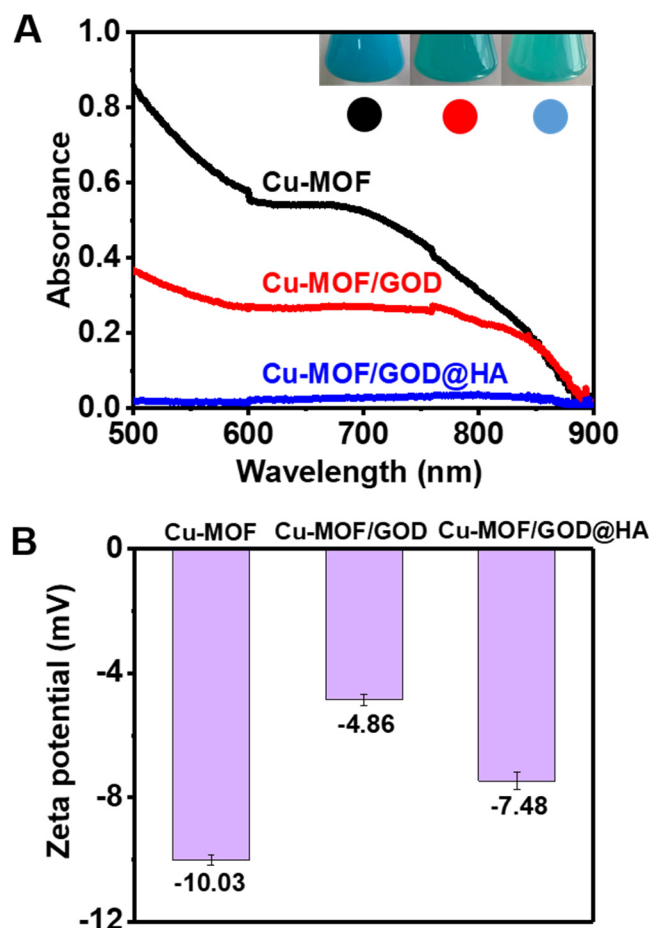 A
1.0
0.8
0.6
0.4
0.2
0.0
Absorbance
Cu-MOF
Cu-MOF/GOD
Cu-MOF/GOD@HA
500 600 700 800 900
Wavelength (nm)
B
Cu-MOF Cu-MOF/GOD Cu-MOF/GOD@HA
0
-4
-8
-12
Zeta potential (mV)
-4.86
-7.48
-10.03